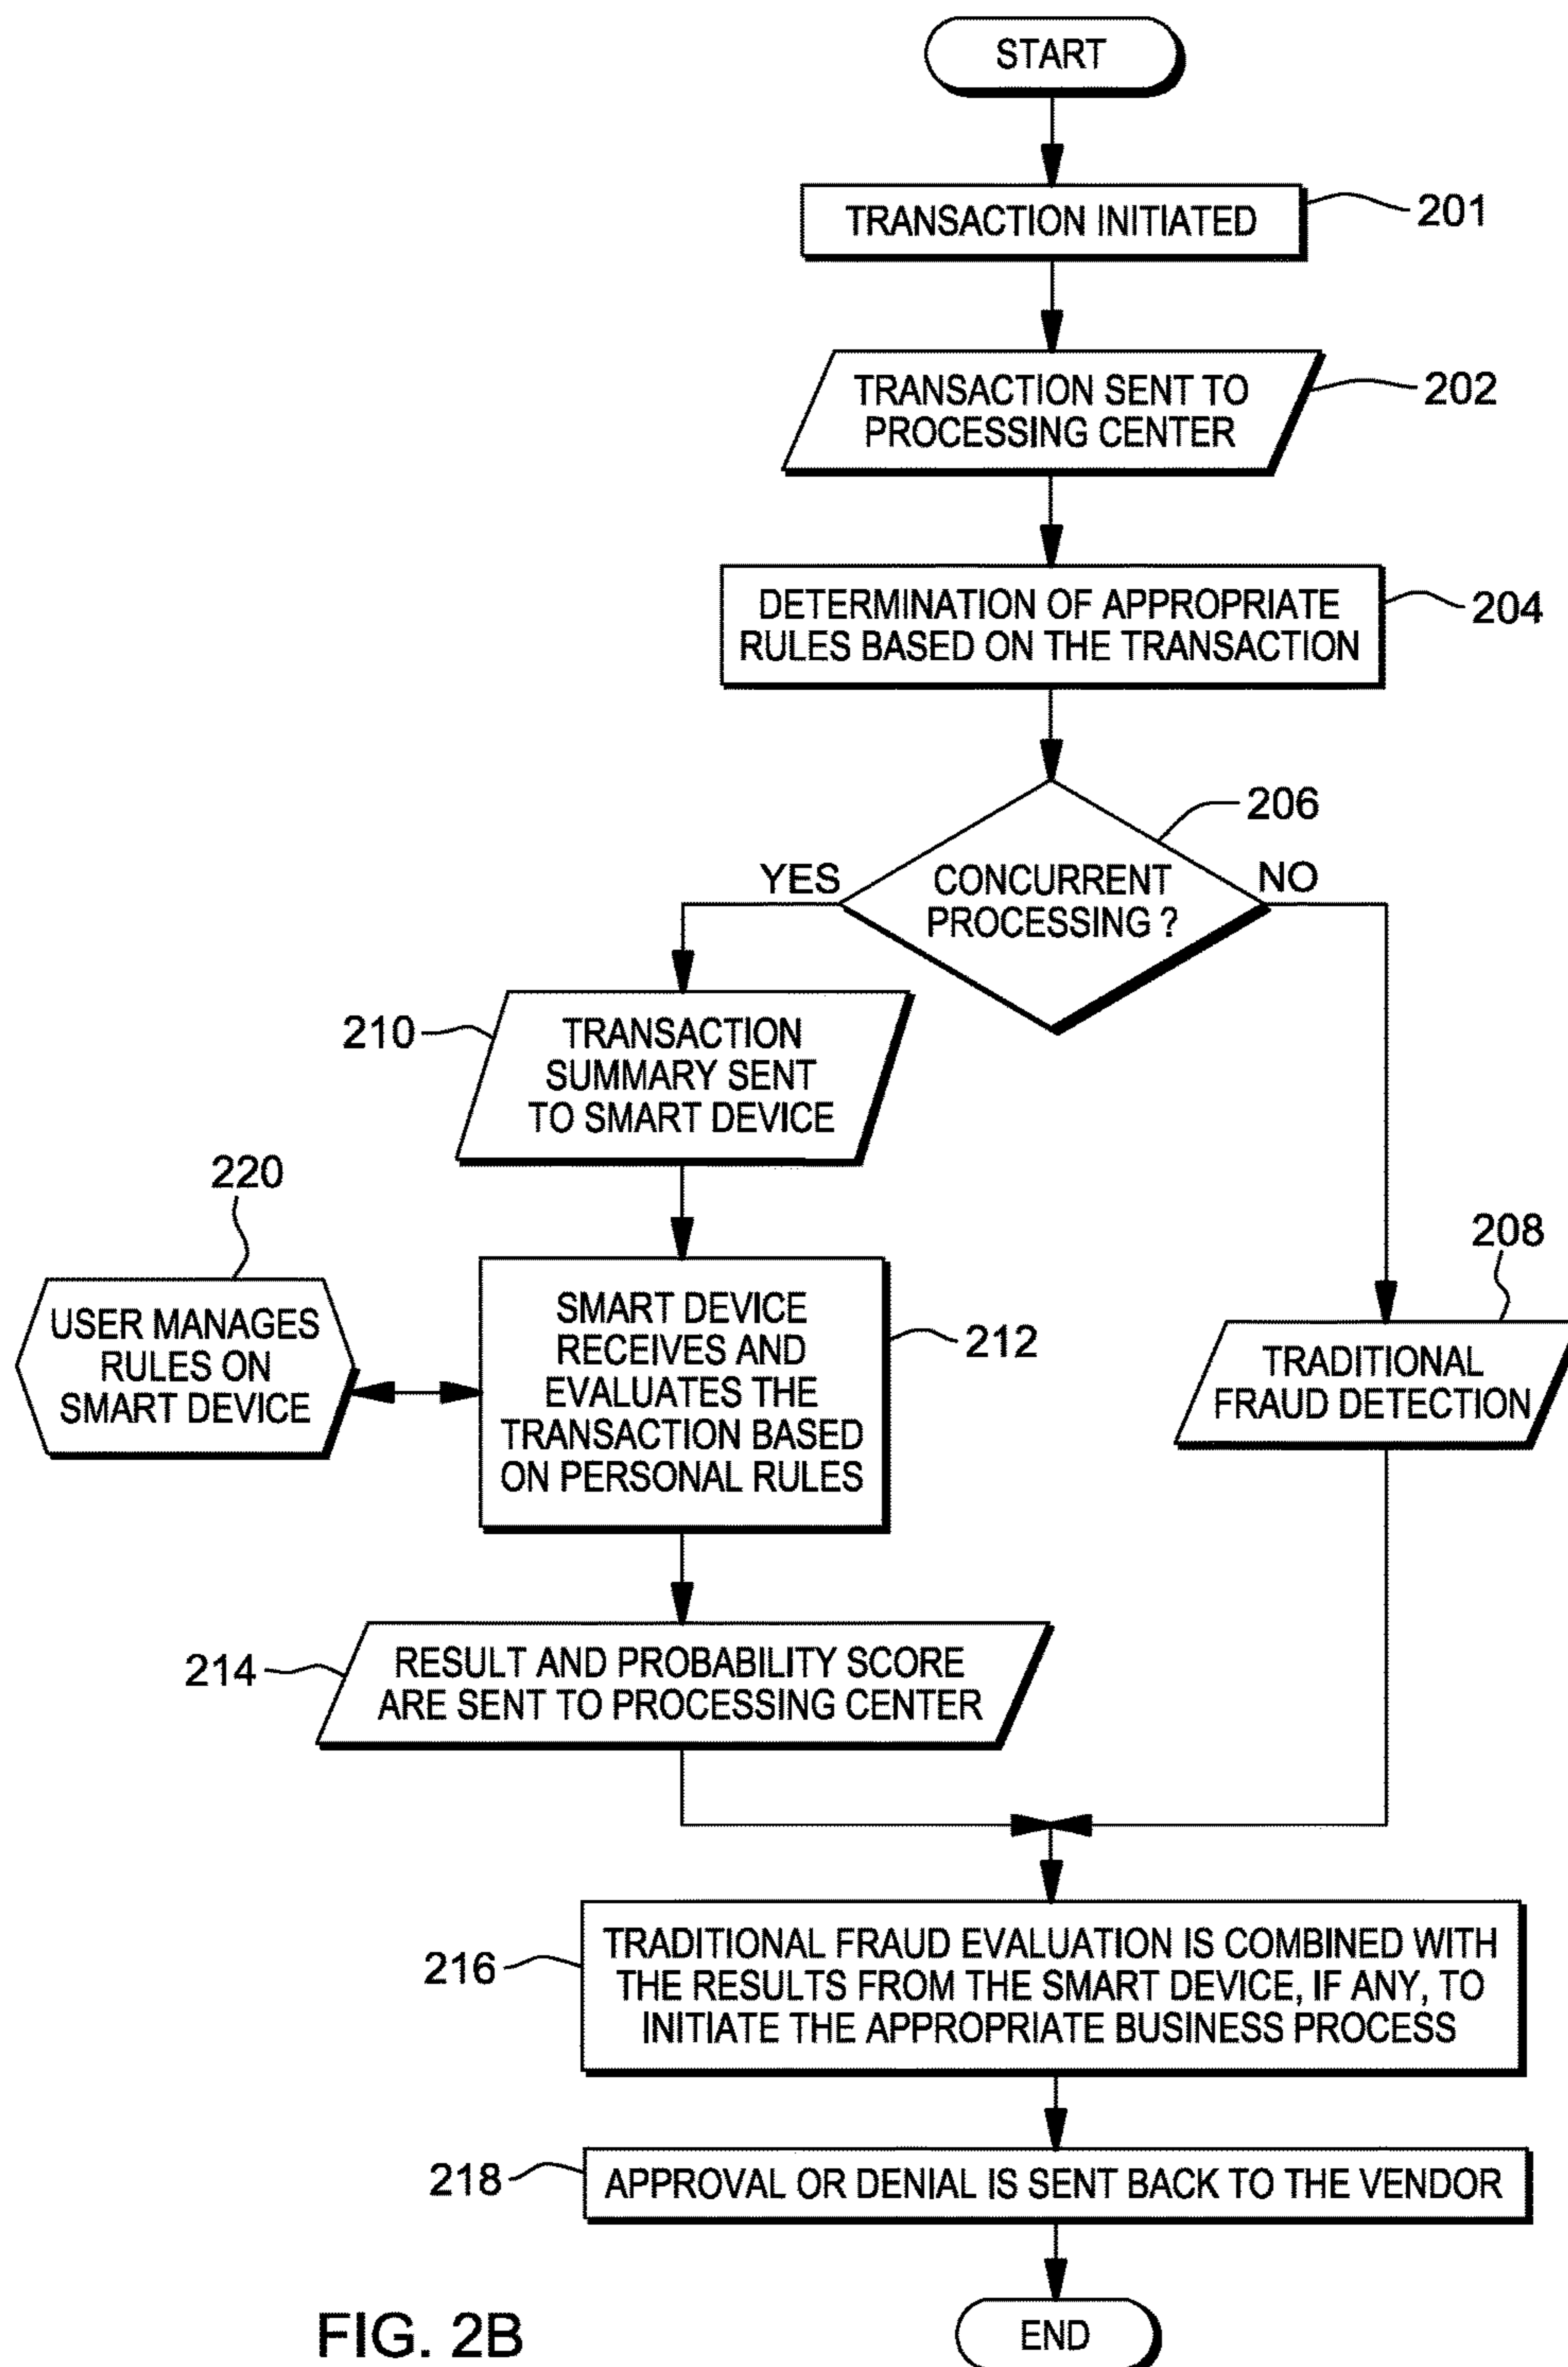 START
TRANSACTION INITIATED
201
TRANSACTION SENT TO
PROCESSING CENTER
202
DETERMINATION OF APPROPRIATE
RULES BASED ON THE TRANSACTION
204
206
YES
CONCURRENT
PROCESSING ?
NO
210
TRANSACTION
SUMMARY SENT
TO SMART DEVICE
220
USER MANAGES
RULES ON
SMART DEVICE
SMART DEVICE
RECEIVES AND
EVALUATES THE
TRANSACTION BASED
ON PERSONAL RULES
212
208
TRADITIONAL
FRAUD DETECTION
214
RESULT AND PROBABILITY SCORE
ARE SENT TO PROCESSING CENTER
216
TRADITIONAL FRAUD EVALUATION IS COMBINED WITH
THE RESULTS FROM THE SMART DEVICE, IF ANY, TO
INITIATE THE APPROPRIATE BUSINESS PROCESS
218
APPROVAL OR DENIAL IS SENT BACK TO THE VENDOR
END
FIG. 2B